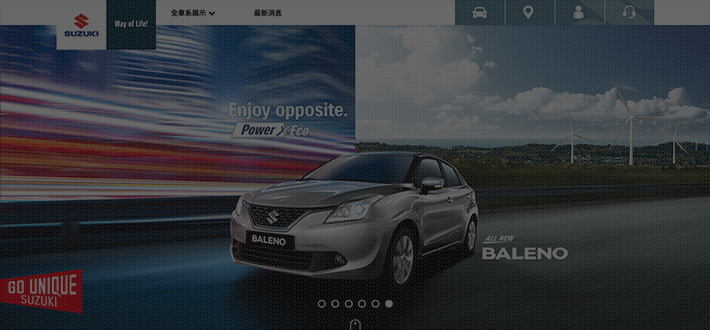 SUZUKI
Way of Life!
全車系展示
最新消息
Enjoy opposite.
Power X Eco
BALENO
ALL NEW
BALENO
GO UNIQUE
SUZUKI